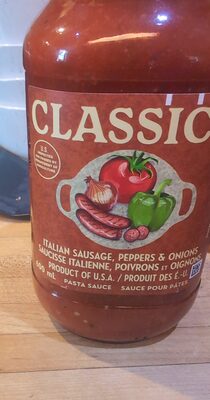 CLASSIC
U.S.
ITALIAN SAUSAGE, PEPPERS & ONIONS
SAUCISSE ITALIENNE, POIVRONS ET OIGNONS
PRODUCT OF U.S.A. / PRODUIT DES É.-U.
PASTA SAUCE SAUCE POUR PÂTES
mL